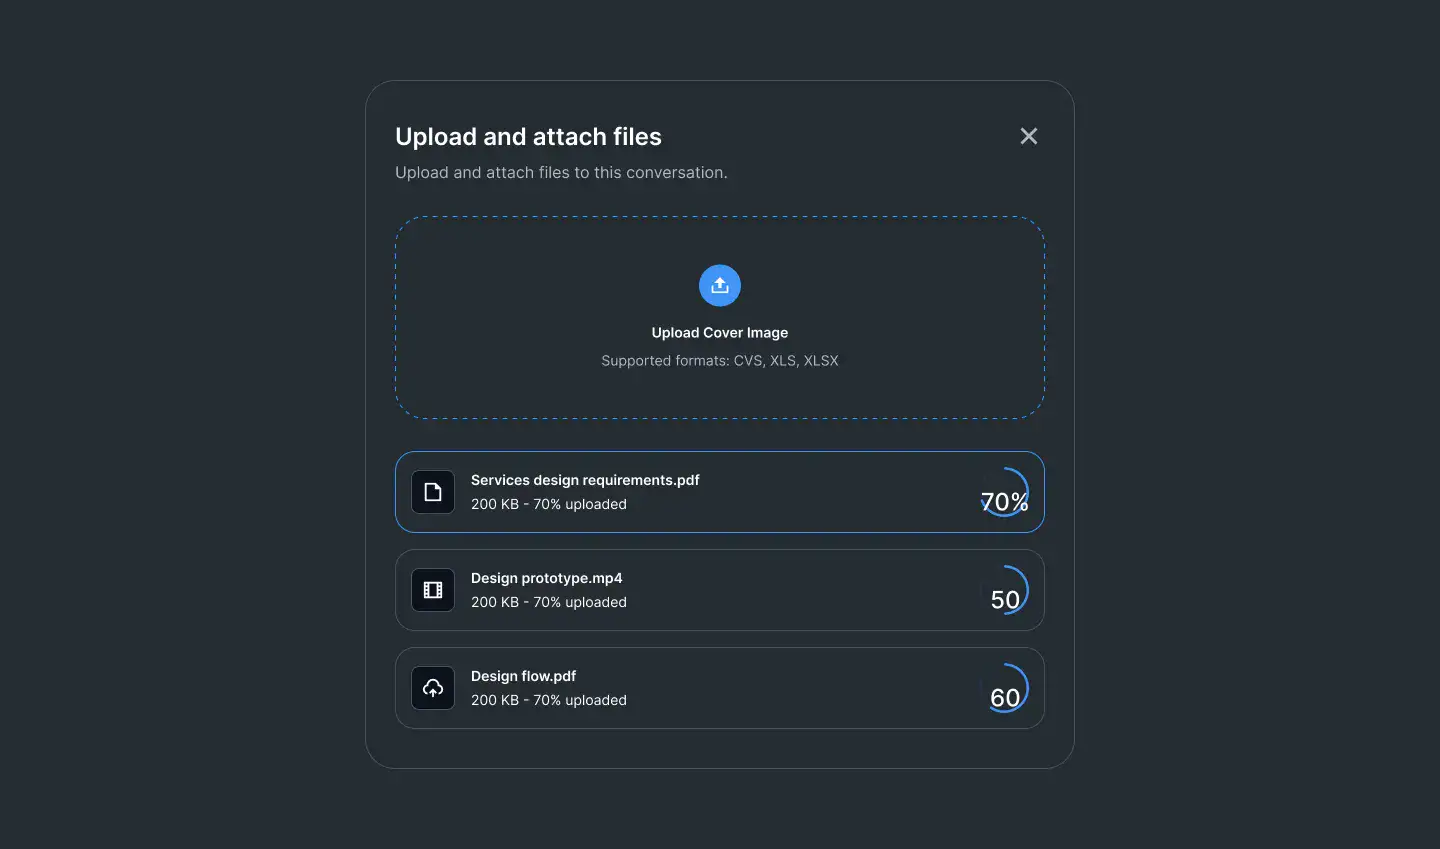 Upload and attach files
Upload and attach files to this conversation.
Upload Cover Image
Supported formats: CVS, XLS, XLSX
Services design requirements.pdf
200 KB - 70% uploaded
70%
Design prototype.mp4
200 KB - 70% uploaded
50
Design flow.pdf
200 KB - 70% uploaded
60